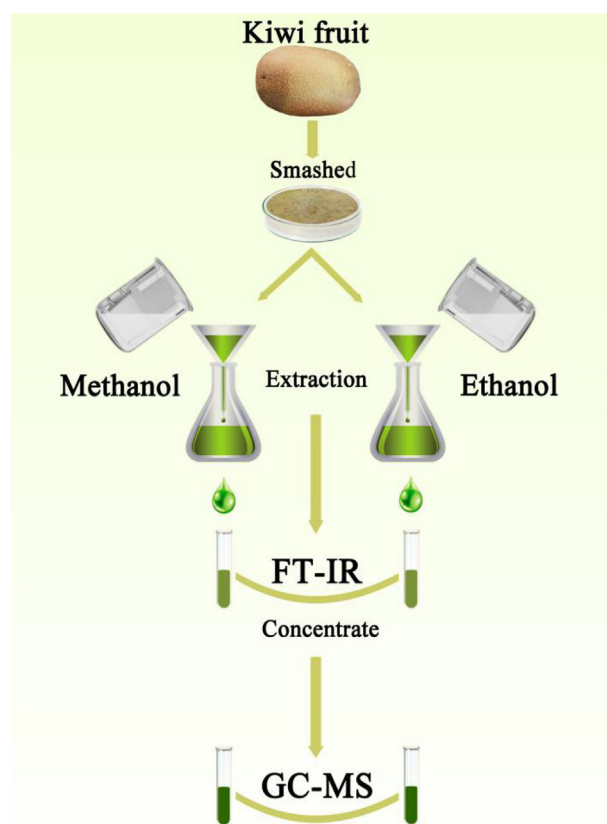 Kiwi fruit
Smashed
Methanol
Extraction
Ethanol
FT-IR
Concentrate
GC-MS